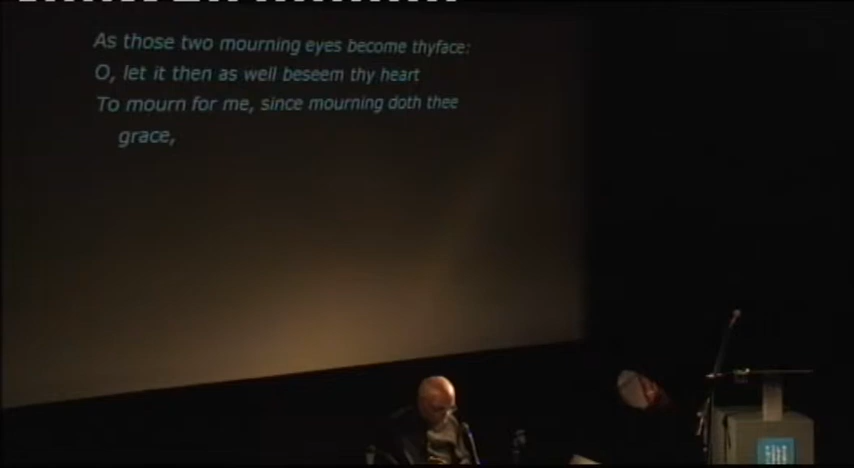 As those two mourning eyes become thyface:
O, let it then as well beseem thy heart
To mourn for me, since mourning doth thee
grace,